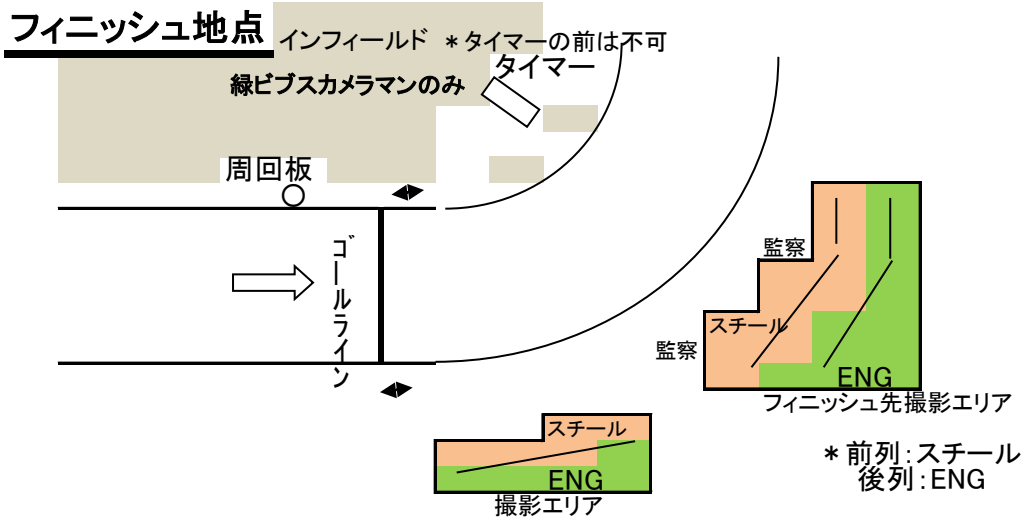 フィニッシュ地点
インフィールド *タイマーの前は不可
タイマー
緑ビブスカメラマンのみ
周回板
ゴールライン
監察
スチール
監察
ENG
フィニッシュ先撮影エリア
スチール
ENG
撮影エリア
*前列:スチール
後列:ENG